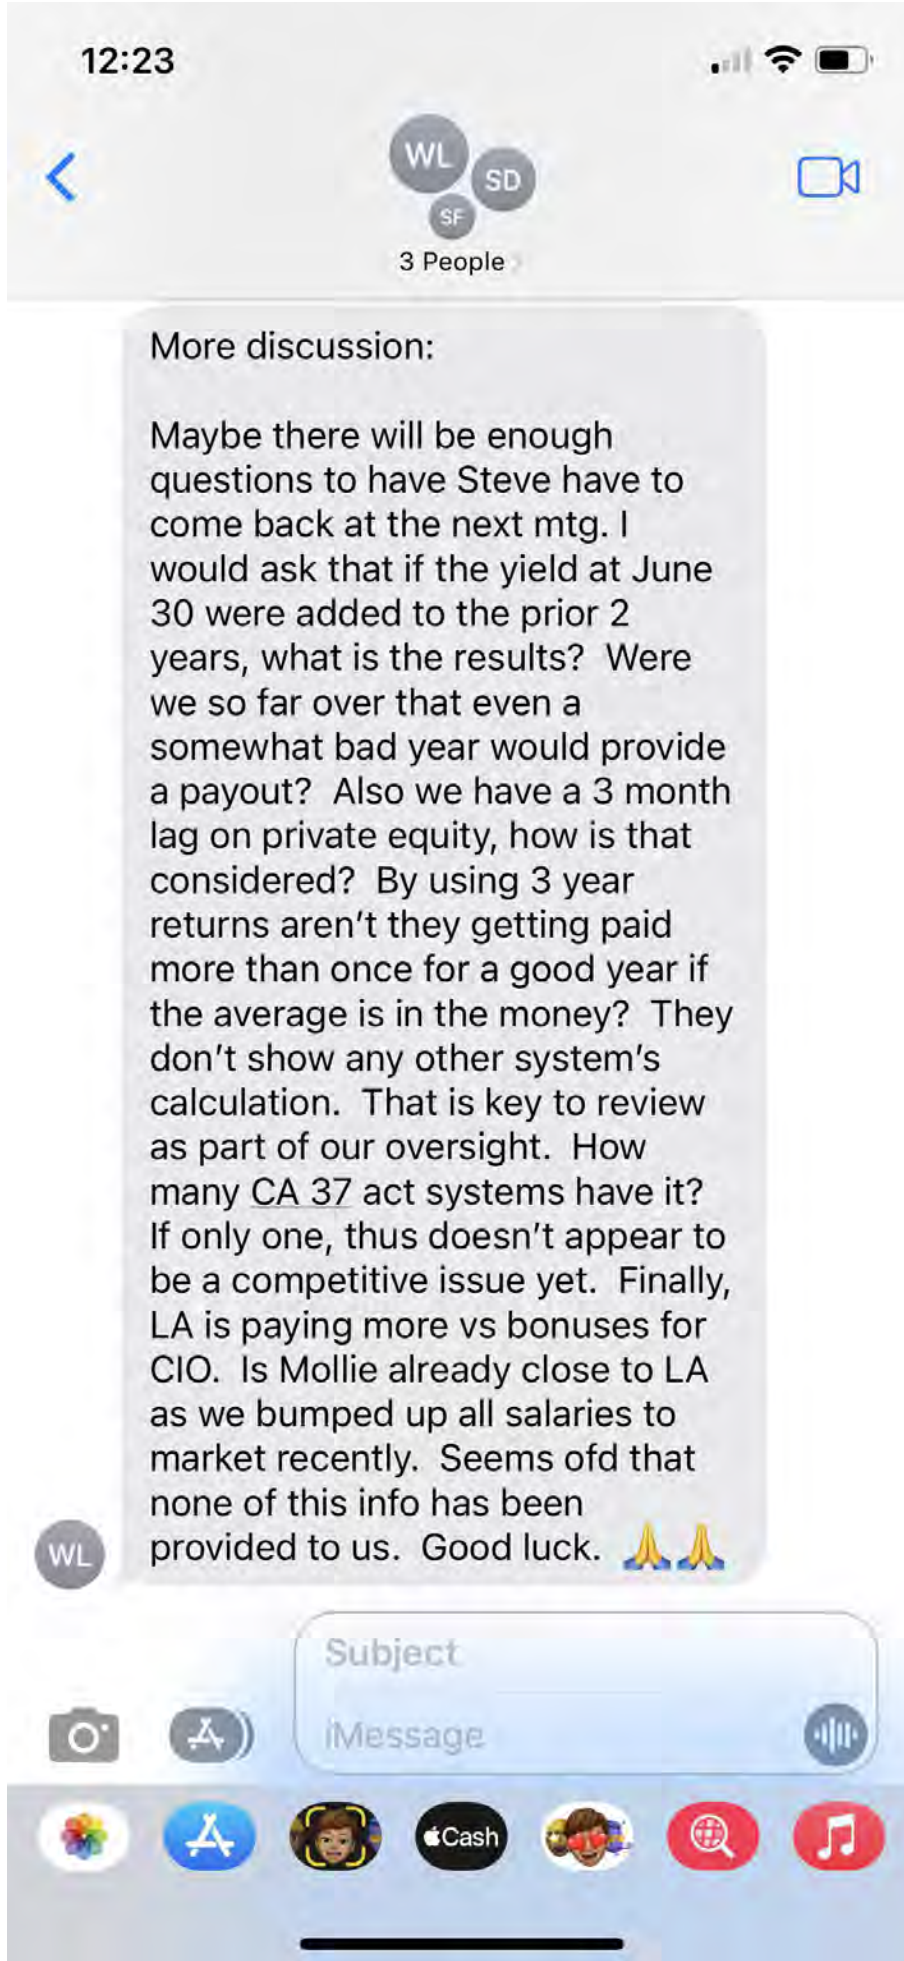 12:23
WL
SD
SF
3 People
More discussion:
Maybe there will be enough
questions to have Steve have to
come back at the next mtg. I
would ask that if the yield at June
30 were added to the prior 2
years, what is the results?  Were
we so far over that even a
somewhat bad year would provide
a payout?  Also we have a 3 month
lag on private equity, how is that
considered?  By using 3 year
returns aren't they getting paid
more than once for a good year if
the average is in the money?  They
don't show any other system's
calculation.  That is key to review
as part of our oversight.  How
many CA 37 act systems have it?
If only one, thus doesn't appear to
be a competitive issue yet.  Finally,
LA is paying more vs bonuses for
CIO.  Is Mollie already close to LA
as we bumped up all salaries to
market recently.  Seems ofd that
none of this info has been
provided to us.  Good luck. 🙏🙏
WL
Subject
iMessage
Cash